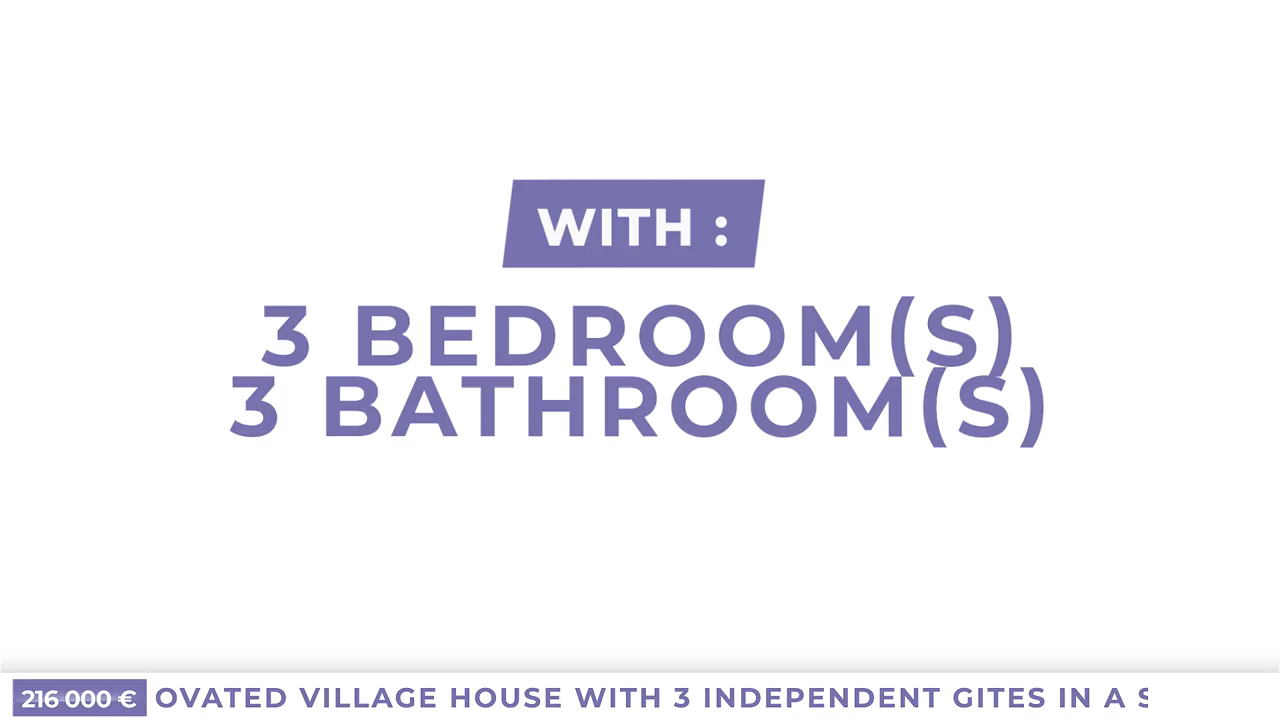 WITH :
3 BEDROOM(S)
3 BATHROOM(S)
216 000 € OVATED VILLAGE HOUSE WITH 3 INDEPENDENT GITES IN A S